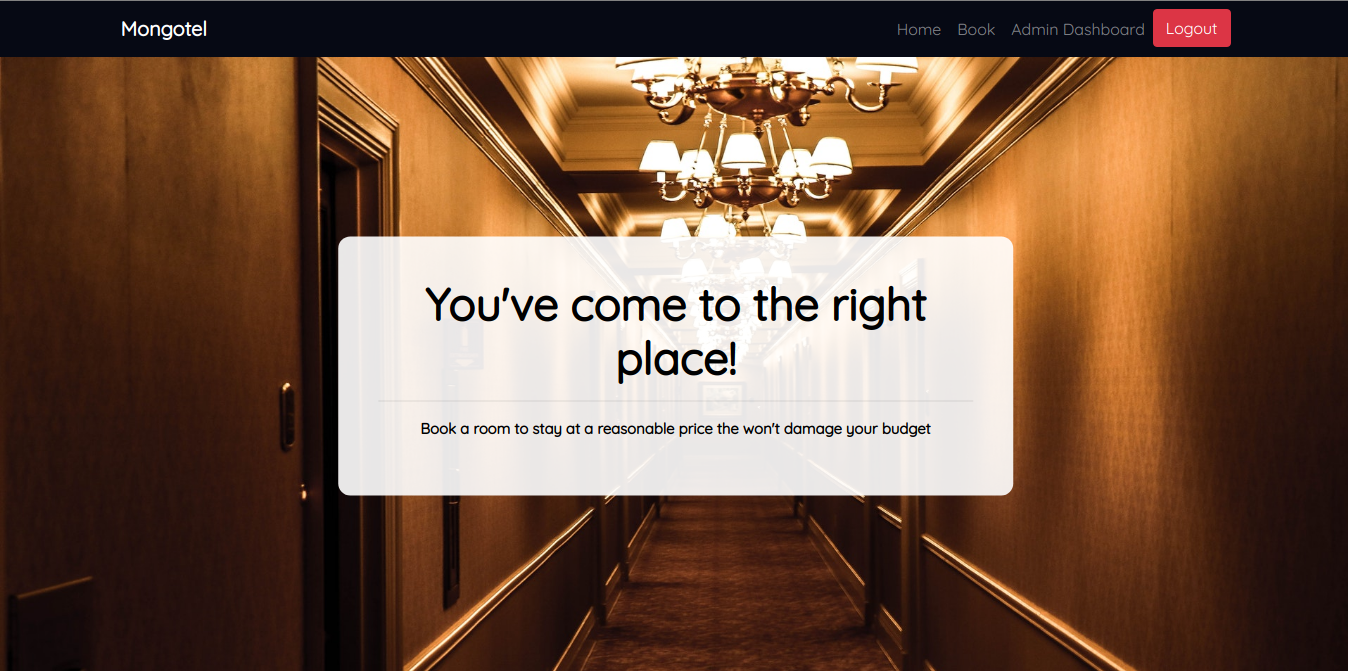 Mongotel
Home Book Admin Dashboard Logout
You've come to the right
place!
Book a room to stay at a reasonable price the won't damage your budget